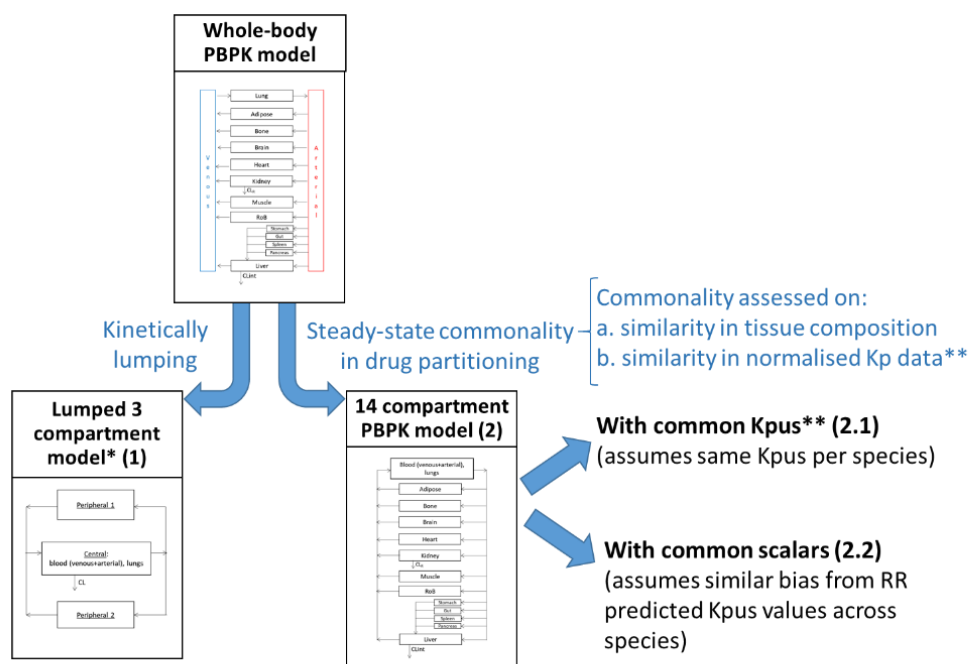 Whole-body
PBPK model
Lung
Adipose
Bone
Brain
Heart
Kidney
Muscle
RoB
Stomach
Gut
Spleen
Pancreas
Liver
CLint
Venous
Arterial
Kinetically
lumping
Steady-state commonality
in drug partitioning
Commonality assessed on:
a. similarity in tissue composition
b. similarity in normalised Kp data**
Lumped 3
compartment
model* (1)
Peripheral 1
Central:
blood (venous+arterial), lungs
CL
Peripheral 2
14 compartment
PBPK model (2)
Blood (venous+arterial),
lungs
Adipose
Bone
Brain
Heart
Kidney
Muscle
RoB
Stomach
Gut
Spleen
Pancreas
Liver
CLint
With common Kpus** (2.1)
(assumes same Kpus per species)
With common scalars (2.2)
(assumes similar bias from RR
predicted Kpus values across
species)